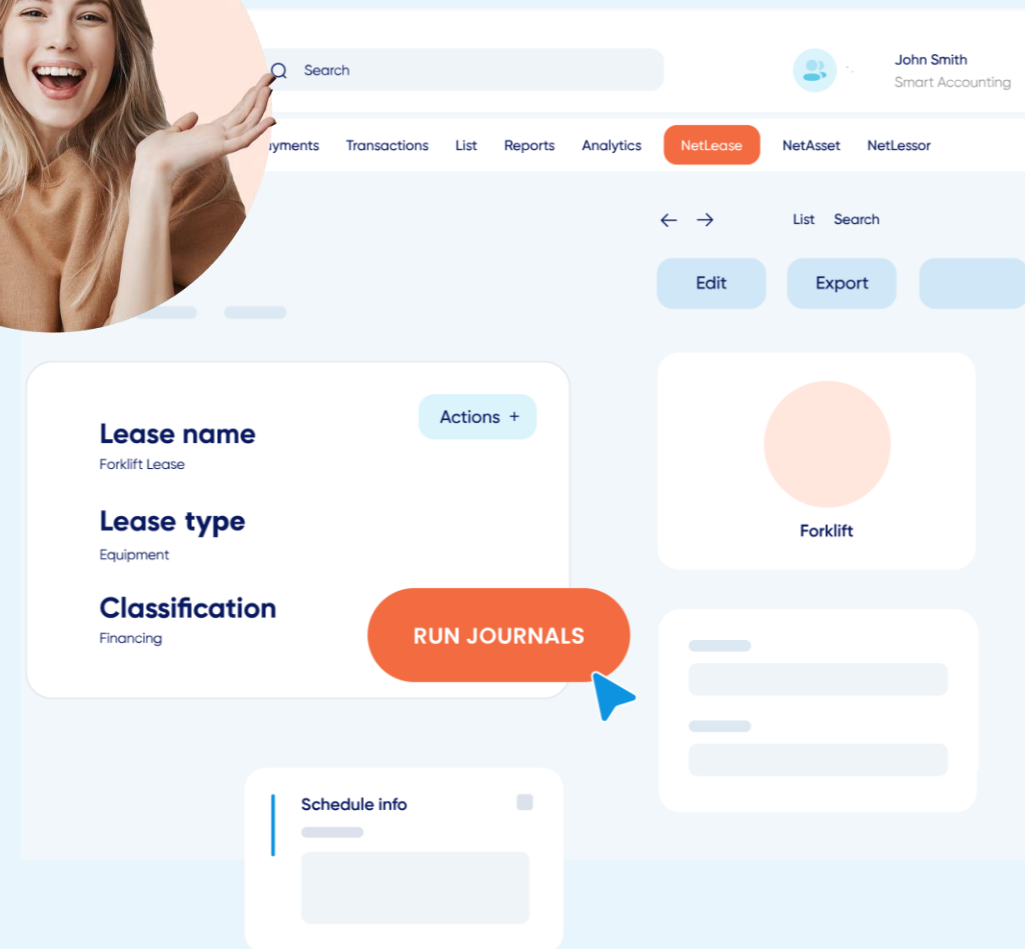 Search
John Smith
Smart Accounting
Transactions List Reports Analytics NetLease NetAsset NetLessor
List Search
Edit Export
Actions +
Lease name
Forklift Lease
Lease type
Equipment
Classification
Financing
RUN JOURNALS
Forklift
Schedule info